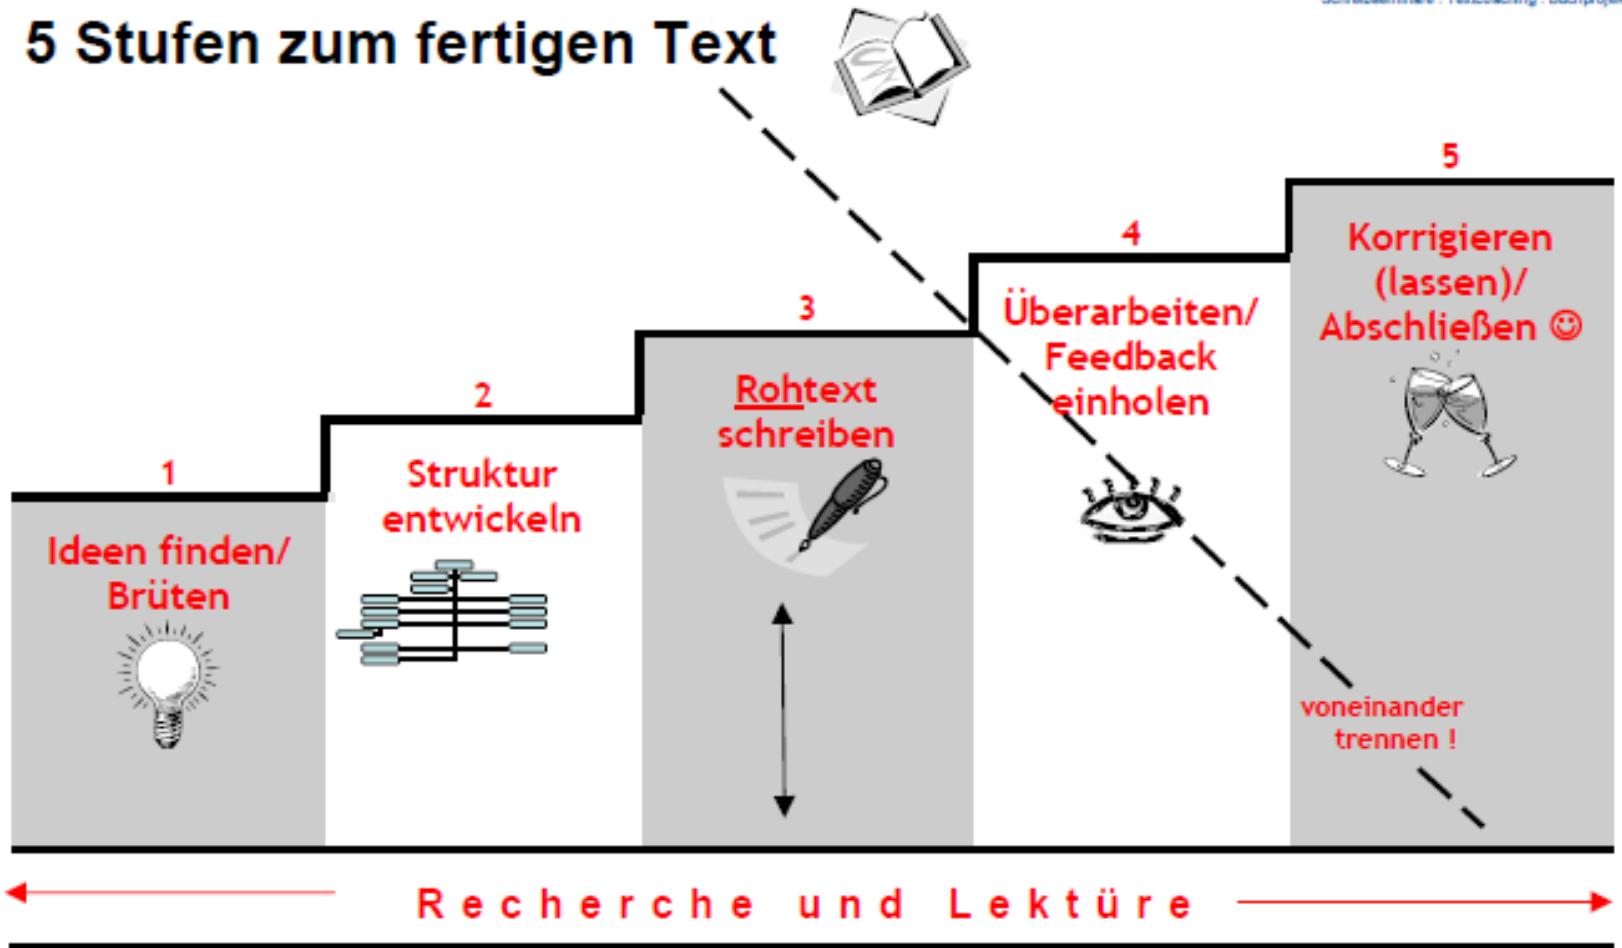 5 Stufen zum fertigen Text
1
Ideen finden/
Brüten
2
Struktur
entwickeln
3
Rohtext
schreiben
4
Überarbeiten/
Feedback
einholen
5
Korrigieren
(lassen)/
Abschließen ☺
voneinander
trennen !
Recherche und Lektüre